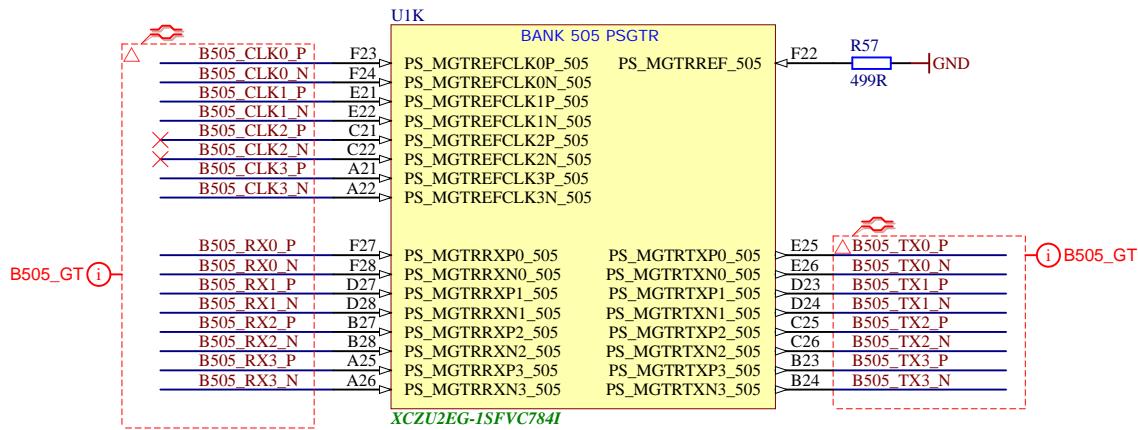 U1K
BANK 505 PSGTR
B505_CLK0_P F23 PS_MGTREFCLK0P_505 PS_MGTRREF_505 F22 R57 499R GND
B505_CLK0_N F24 PS_MGTREFCLK0N_505
B505_CLK1_P E21 PS_MGTREFCLK1P_505
B505_CLK1_N E22 PS_MGTREFCLK1N_505
B505_CLK2_P C21 PS_MGTREFCLK2P_505
B505_CLK2_N C22 PS_MGTREFCLK2N_505
B505_CLK3_P A21 PS_MGTREFCLK3P_505
B505_CLK3_N A22 PS_MGTREFCLK3N_505
B505_RX0_P F27 PS_MGTRRXP0_505 PS_MGTRTXP0_505 E25 B505_TX0_P
B505_GT i B505_RX0_N F28 PS_MGTRRXN0_505 PS_MGTRTXN0_505 E26 B505_TX0_N i B505_GT
B505_RX1_P D27 PS_MGTRRXP1_505 PS_MGTRTXP1_505 D23 B505_TX1_P
B505_RX1_N D28 PS_MGTRRXN1_505 PS_MGTRTXN1_505 D24 B505_TX1_N
B505_RX2_P B27 PS_MGTRRXP2_505 PS_MGTRTXP2_505 C25 B505_TX2_P
B505_RX2_N B28 PS_MGTRRXN2_505 PS_MGTRTXN2_505 C26 B505_TX2_N
B505_RX3_P A25 PS_MGTRRXP3_505 PS_MGTRTXP3_505 B23 B505_TX3_P
B505_RX3_N A26 PS_MGTRRXN3_505 PS_MGTRTXN3_505 B24 B505_TX3_N
XCZU2EG-1SFVC784I